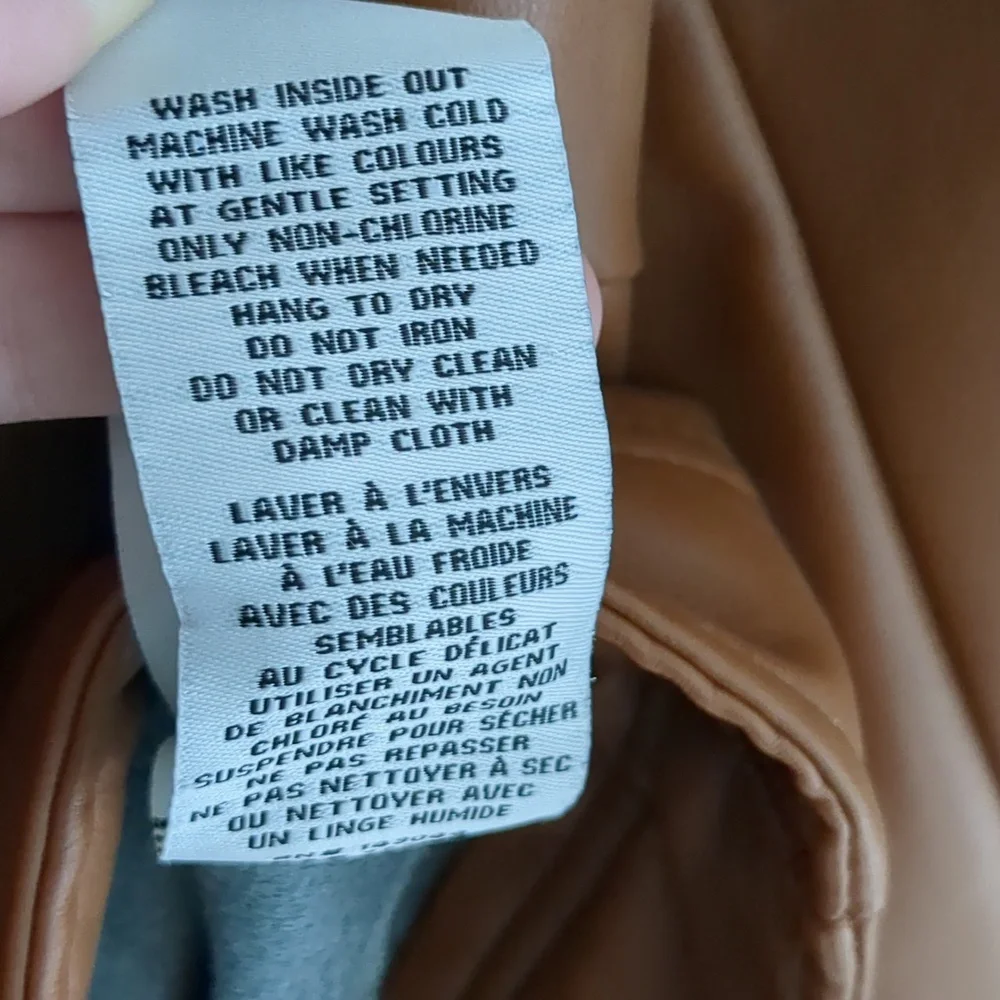 WASH INSIDE OUT
MACHINE WASH COLD
WITH LIKE COLOURS
AT GENTLE SETTING
ONLY NON-CHLORINE
BLEACH WHEN NEEDED
HANG TO DRY
DO NOT IRON
DO NOT DRY CLEAN
OR CLEAN WITH
DAMP CLOTH
LAVER À L'ENVERS
LAVER À LA MACHINE
À L'EAU FROIDE
AVEC DES COULEURS
SEMBLABLES
AU CYCLE DÉLICAT
UTILISER UN AGENT
DE BLANCHIMENT NON
CHLORÉ AU BESOIN
SUSPENDRE POUR SÉCHER
NE PAS REPASSER
NE PAS NETTOYER À SEC
OU NETTOYER AVEC
UN LINGE HUMIDE